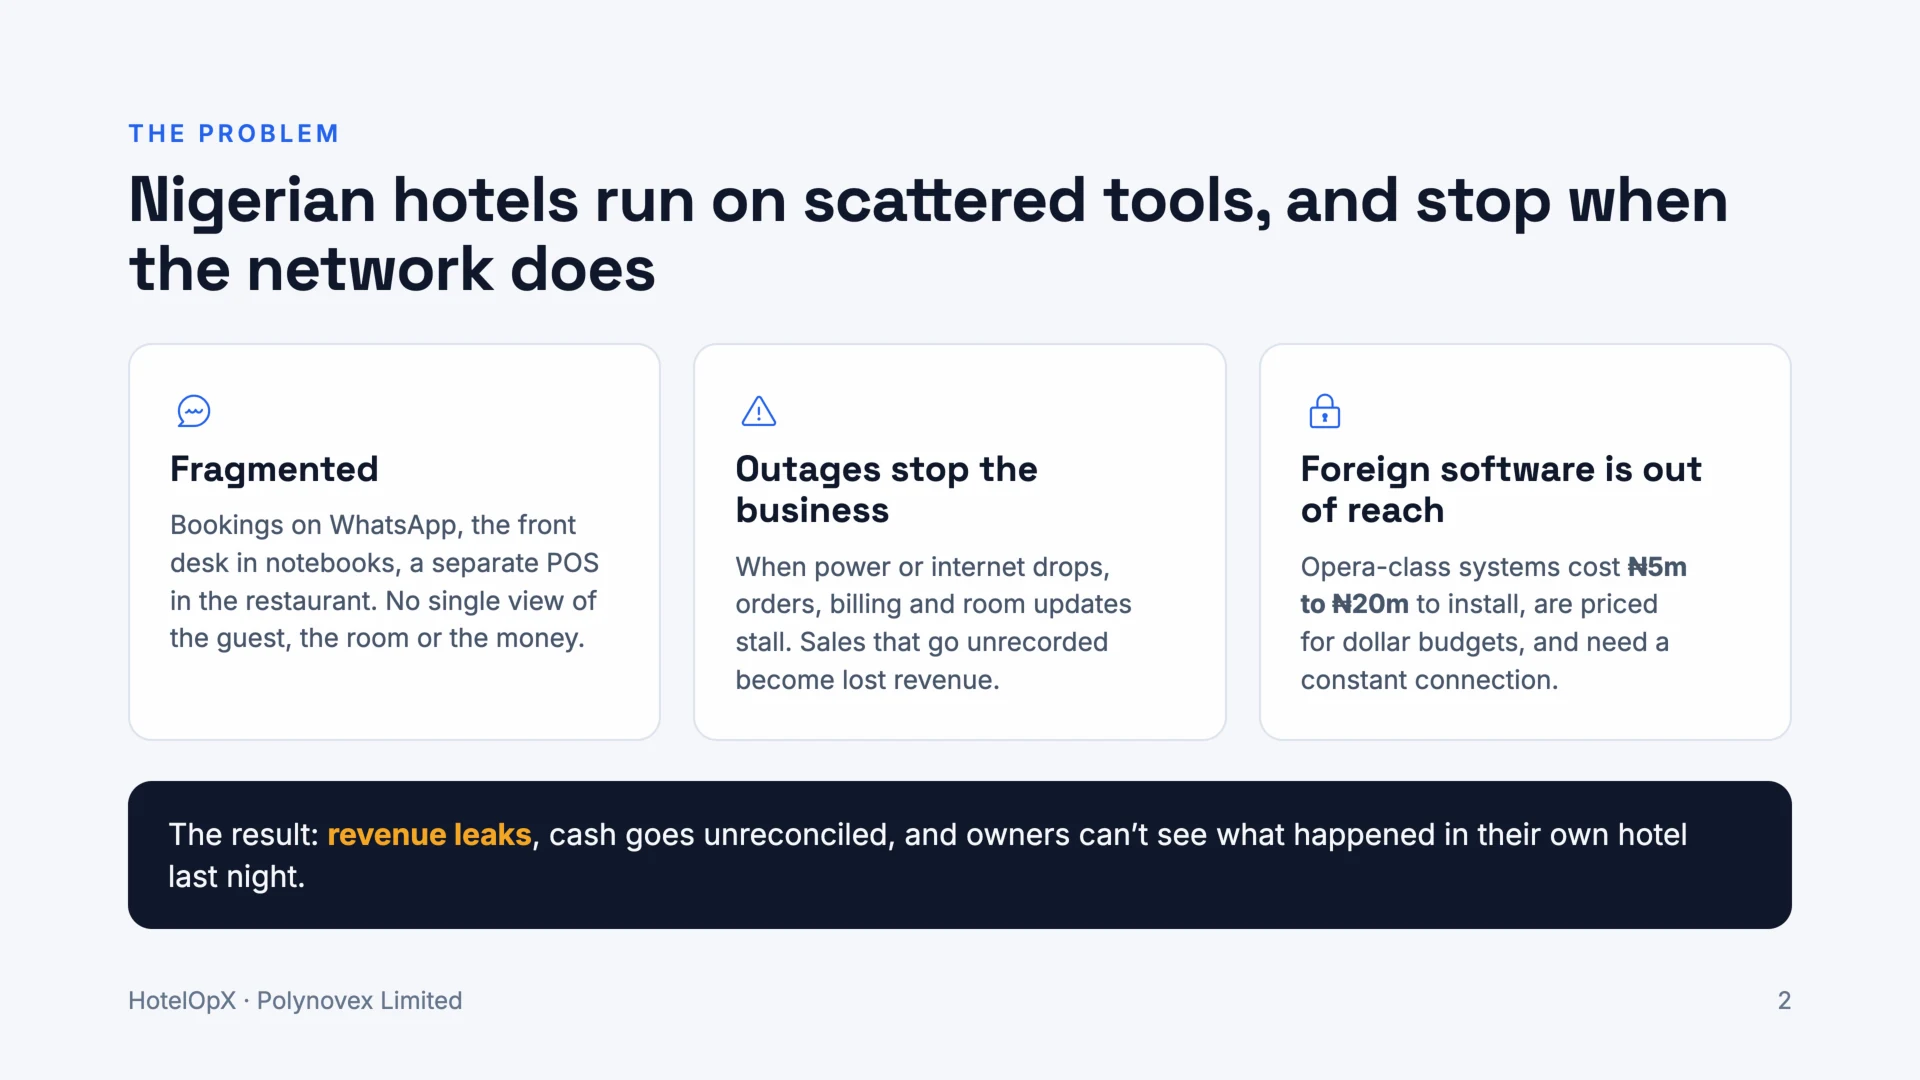 THE PROBLEM
Nigerian hotels run on scattered tools, and stop when
the network does
Fragmented
Bookings on WhatsApp, the front
desk in notebooks, a separate POS
in the restaurant. No single view of
the guest, the room or the money.
Outages stop the
business
When power or internet drops,
orders, billing and room updates
stall. Sales that go unrecorded
become lost revenue.
Foreign software is out
of reach
Opera-class systems cost ₦5m
to ₦20m to install, are priced
for dollar budgets, and need a
constant connection.
The result: revenue leaks, cash goes unreconciled, and owners can’t see what happened in their own hotel
last night.
HotelOpX · Polynovex Limited
2